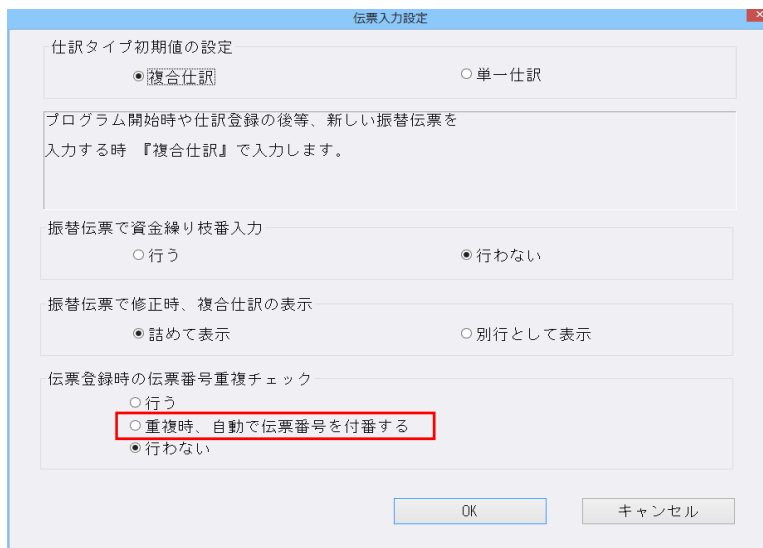 伝票入力設定
仕訳タイプ初期値の設定
複合仕訳
単一仕訳
プログラム開始時や仕訳登録の後等、新しい振替伝票を
入力する時 『複合仕訳』で入力します。
振替伝票で資金繰り枝番入力
行う
行わない
振替伝票で修正時、複合仕訳の表示
詰めて表示
別行として表示
伝票登録時の伝票番号重複チェック
行う
重複時、自動で伝票番号を付番する
行わない
OK
キャンセル